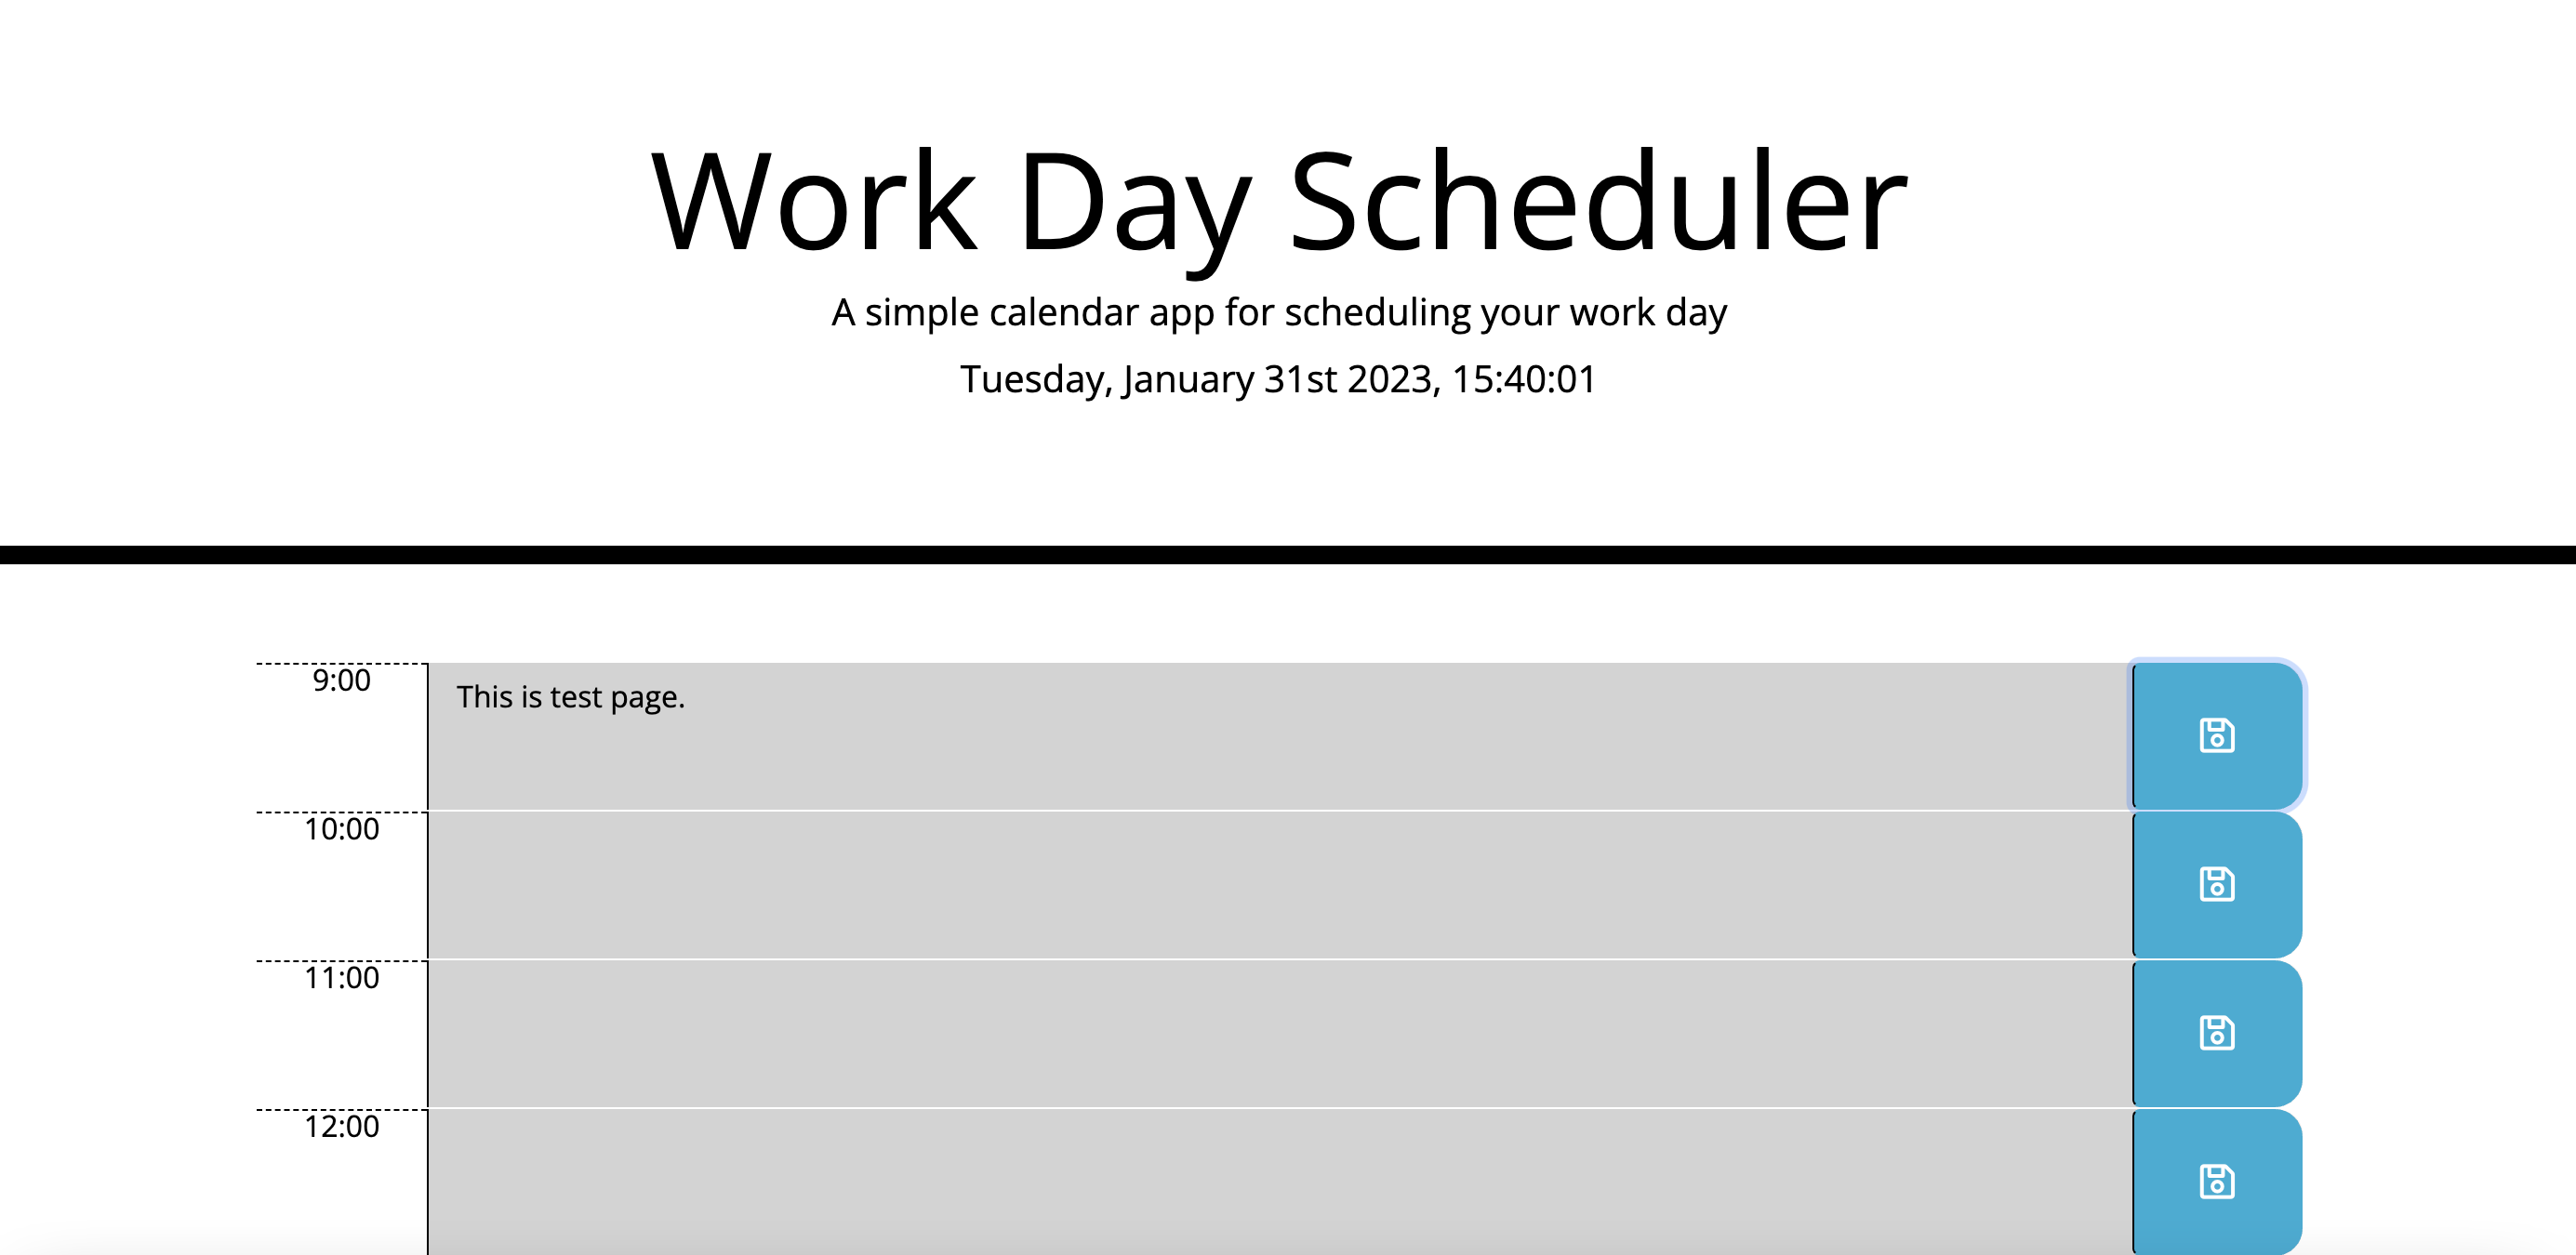 Work Day Scheduler
A simple calendar app for scheduling your work day
Tuesday, January 31st 2023, 15:40:01
9:00
This is test page.
10:00
11:00
12:00